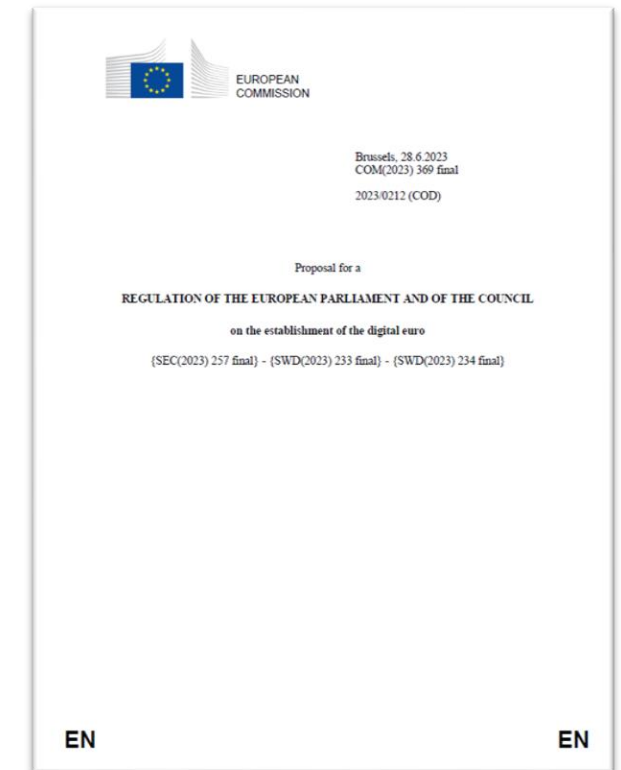 EUROPEAN
COMMISSION
Brussels, 28.6.2023
COM(2023) 369 final
2023/0212 (COD)
Proposal for a
REGULATION OF THE EUROPEAN PARLIAMENT AND OF THE COUNCIL
on the establishment of the digital euro
{SEC(2023) 257 final} - {SWD(2023) 233 final} - {SWD(2023) 234 final}
EN EN